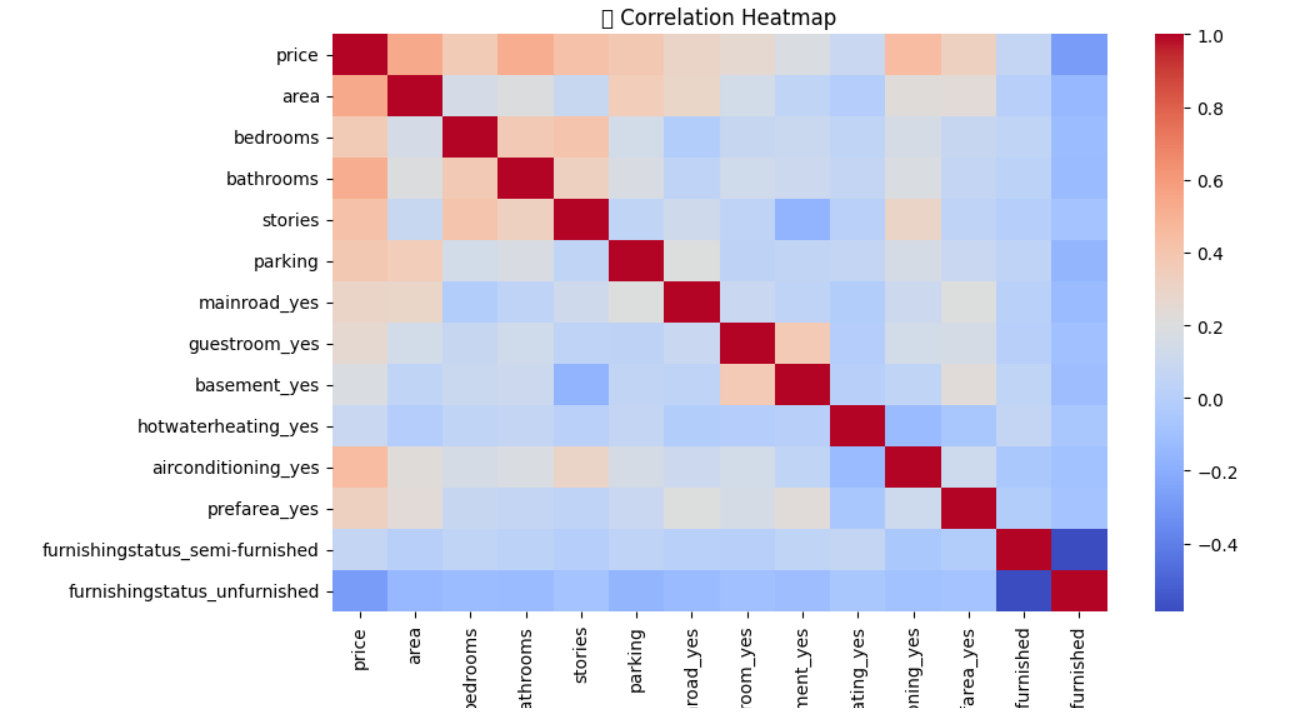 ▯ Correlation Heatmap
price
area
bedrooms
bathrooms
stories
parking
mainroad_yes
guestroom_yes
basement_yes
hotwaterheating_yes
airconditioning_yes
prefarea_yes
furnishingstatus_semi-furnished
furnishingstatus_unfurnished
price
area
bedrooms
athrooms
stories
parking
road_yes
room_yes
ment_yes
ating_yes
oning_yes
farea_yes
furnished
furnished
1.0
0.8
0.6
0.4
0.2
0.0
−0.2
−0.4